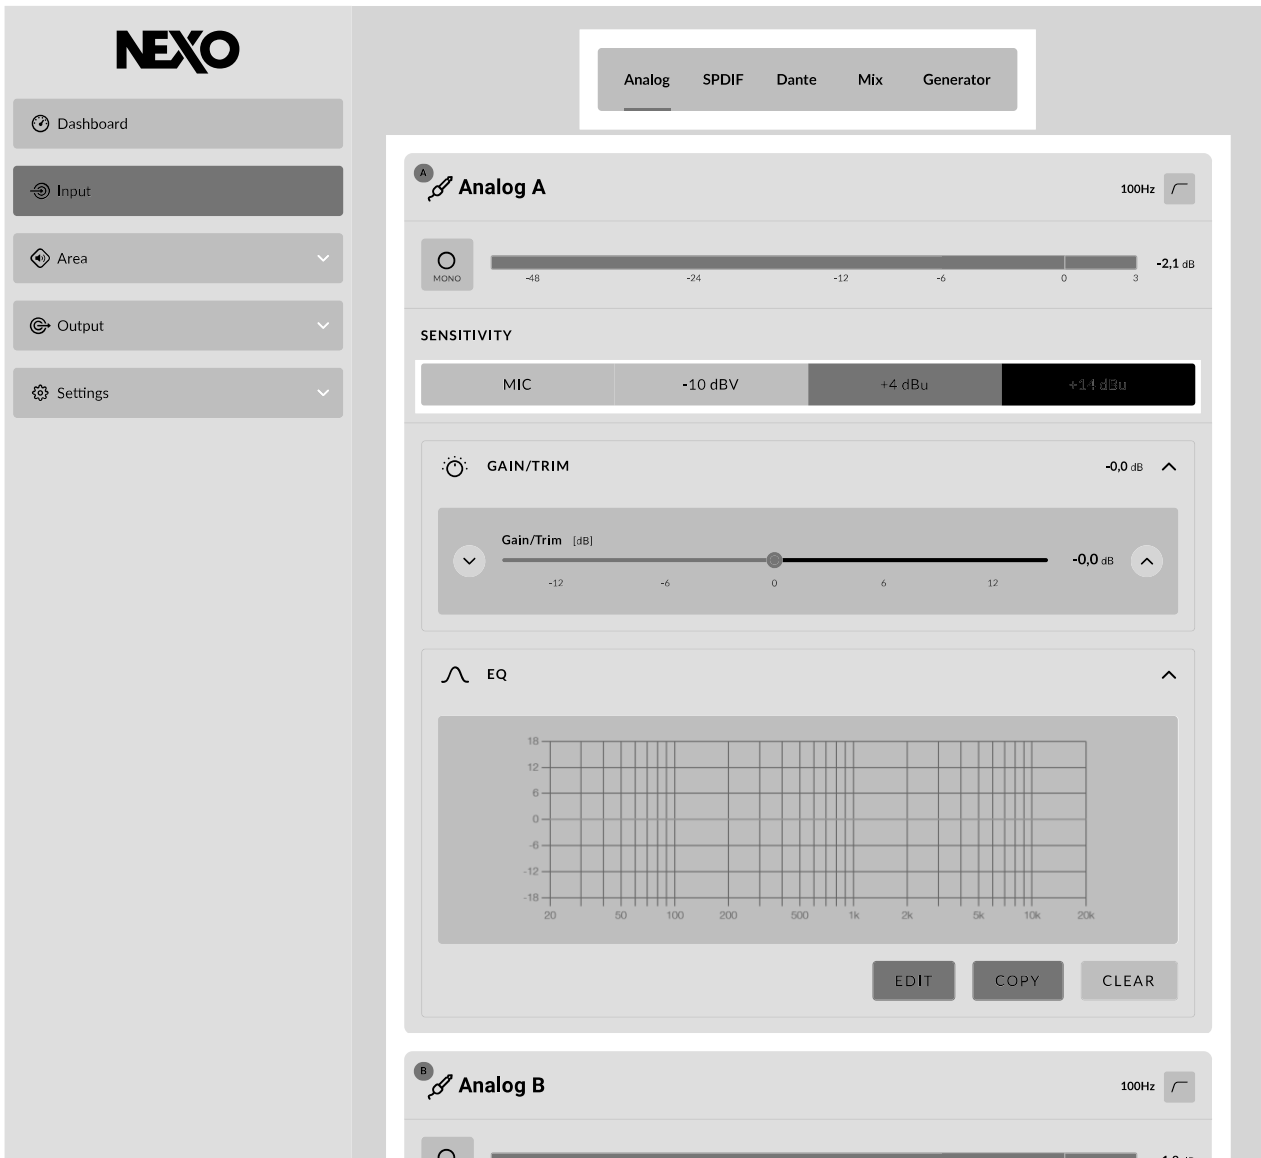 NEXO
Dashboard
Input
Area
Output
Settings
Analog SPDIF Dante Mix Generator
A
Analog A
100Hz
MONO
-48 -24 -12 -6 0 3
-2,1 dB
SENSITIVITY
MIC -10 dBV +4 dBu +14 dBu
GAIN/TRIM
-0,0 dB
Gain/Trim [dB]
-0,0 dB
-12 -6 0 6 12
EQ
18
12
6
0
-6
-12
-18
20 50 100 200 500 1k 2k 5k 10k 20k
EDIT COPY CLEAR
B
Analog B
100Hz